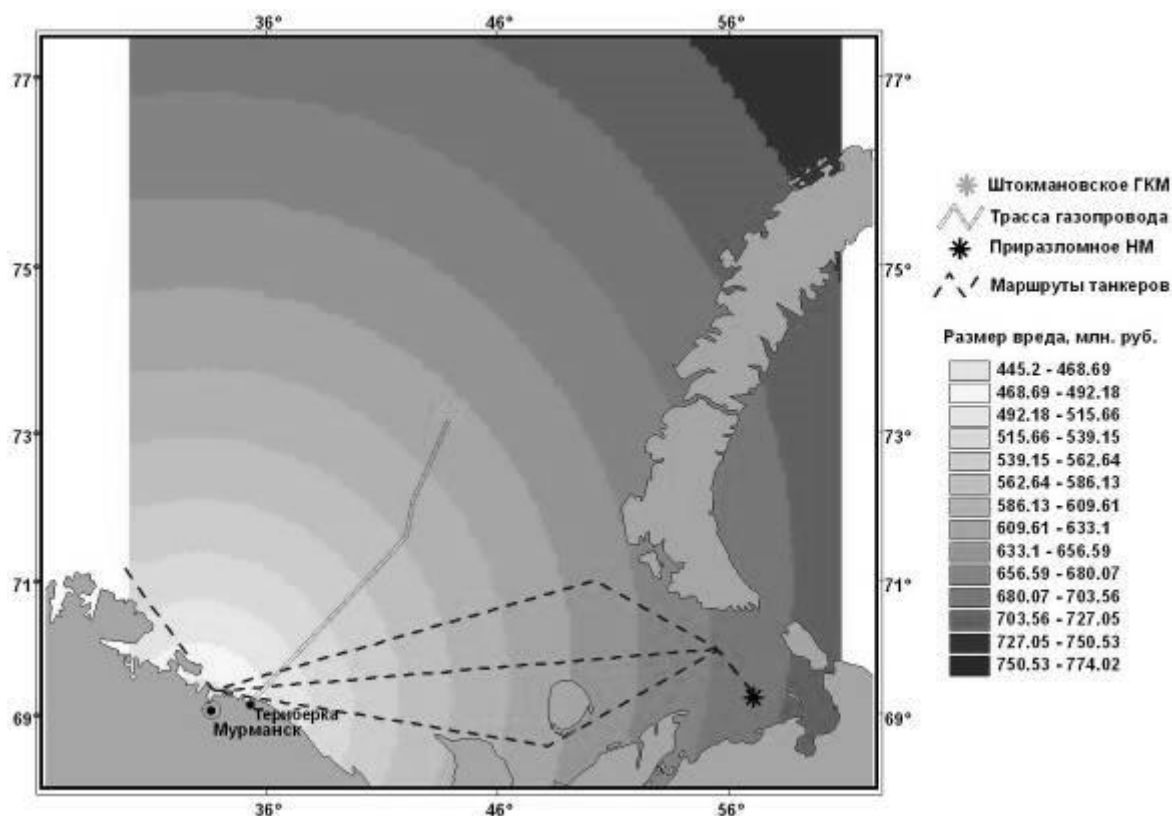 36° 46° 56°
77° 77°
75° 75°
73° 73°
71° 71°
69° 69°
Териберка
Мурманск
36° 46° 56°
Штокмановское ГКМ
Трасса газопровода
Приразломное НМ
Маршруты танкеров
Размер вреда, млн. руб.
445.2 - 468.69
468.69 - 492.18
492.18 - 515.66
515.66 - 539.15
539.15 - 562.64
562.64 - 586.13
586.13 - 609.61
609.61 - 633.1
633.1 - 656.59
656.59 - 680.07
680.07 - 703.56
703.56 - 727.05
727.05 - 750.53
750.53 - 774.02